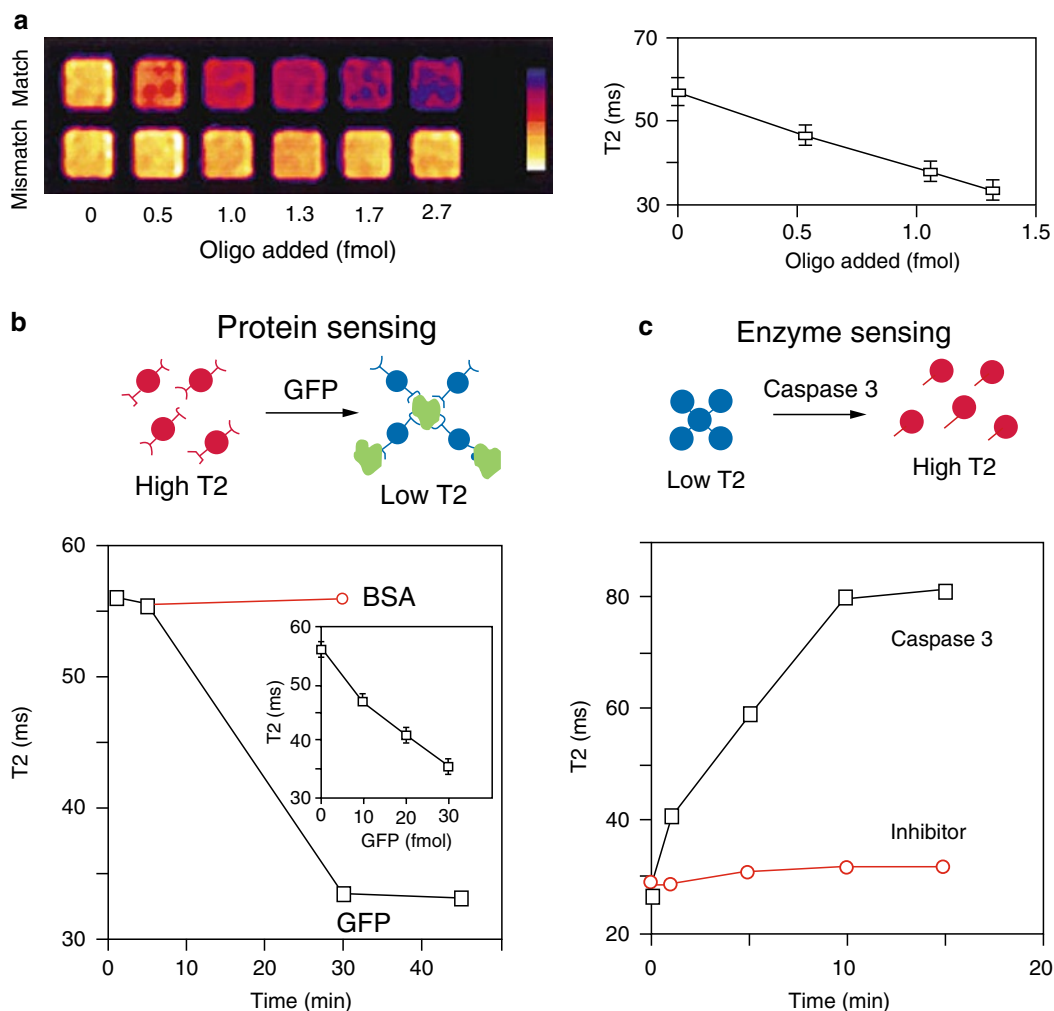 a
Match
Mismatch
0 0.5 1.0 1.3 1.7 2.7
Oligo added (fmol)
70
50
30
T2 (ms)
0 0.5 1.0 1.5
Oligo added (fmol)
b
Protein sensing
GFP
High T2
Low T2
60
50
40
30
T2 (ms)
BSA
GFP
0 10 20 30 40
Time (min)
60
50
40
30
T2 (ms)
0 10 20 30
GFP (fmol)
c
Enzyme sensing
Caspase 3
Low T2
High T2
80
60
40
20
T2 (ms)
Caspase 3
Inhibitor
0 10 20
Time (min)